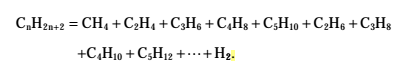 CₙH₂ₙ₊₂ = CH₄ + C₂H₄ + C₃H₆ + C₄H₈ + C₅H₁₀ + C₂H₆ + C₃H₈
+C₄H₁₀ + C₅H₁₂ + ··· + H₂.